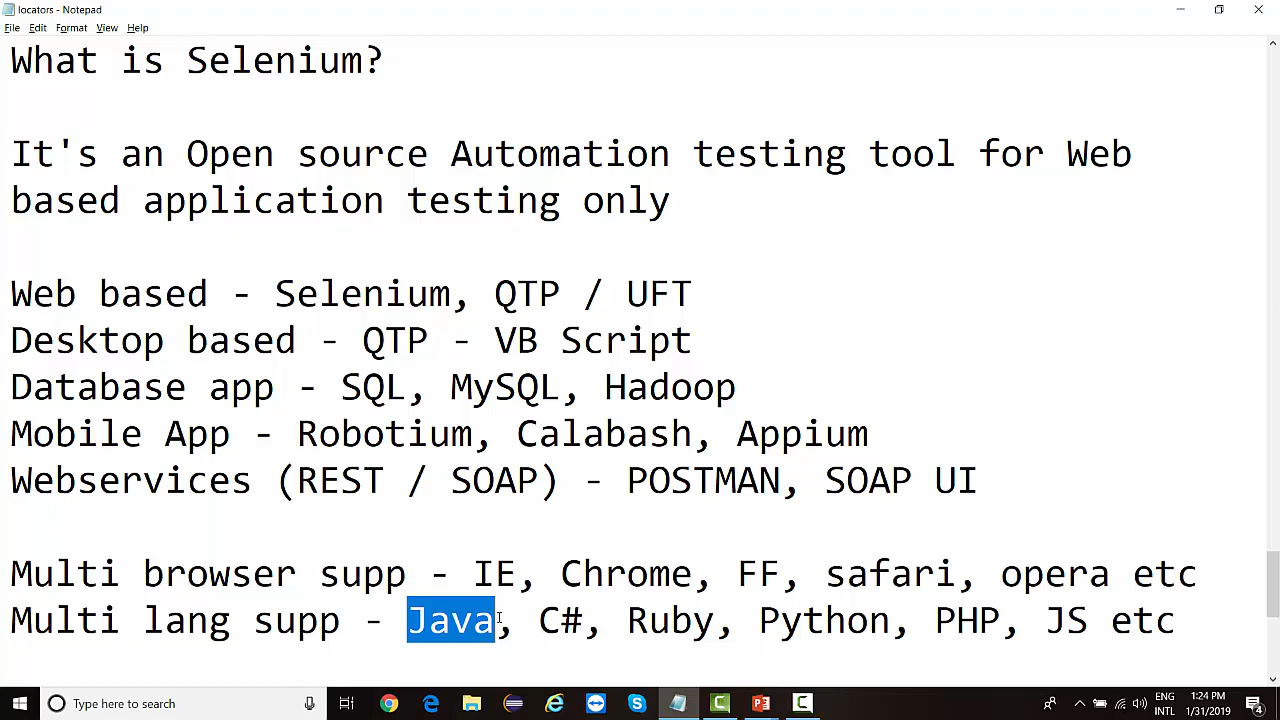 locators - Notepad
File Edit Format View Help
What is Selenium?
It's an Open source Automation testing tool for Web
based application testing only
Web based - Selenium, QTP / UFT
Desktop based - QTP - VB Script
Database app - SQL, MySQL, Hadoop
Mobile App - Robotium, Calabash, Appium
Webservices (REST / SOAP) - POSTMAN, SOAP UI
Multi browser supp - IE, Chrome, FF, safari, opera etc
Multi lang supp - Java, C#, Ruby, Python, PHP, JS etc
Type here to search
ENG
INTL
1:24 PM
1/31/2019
4